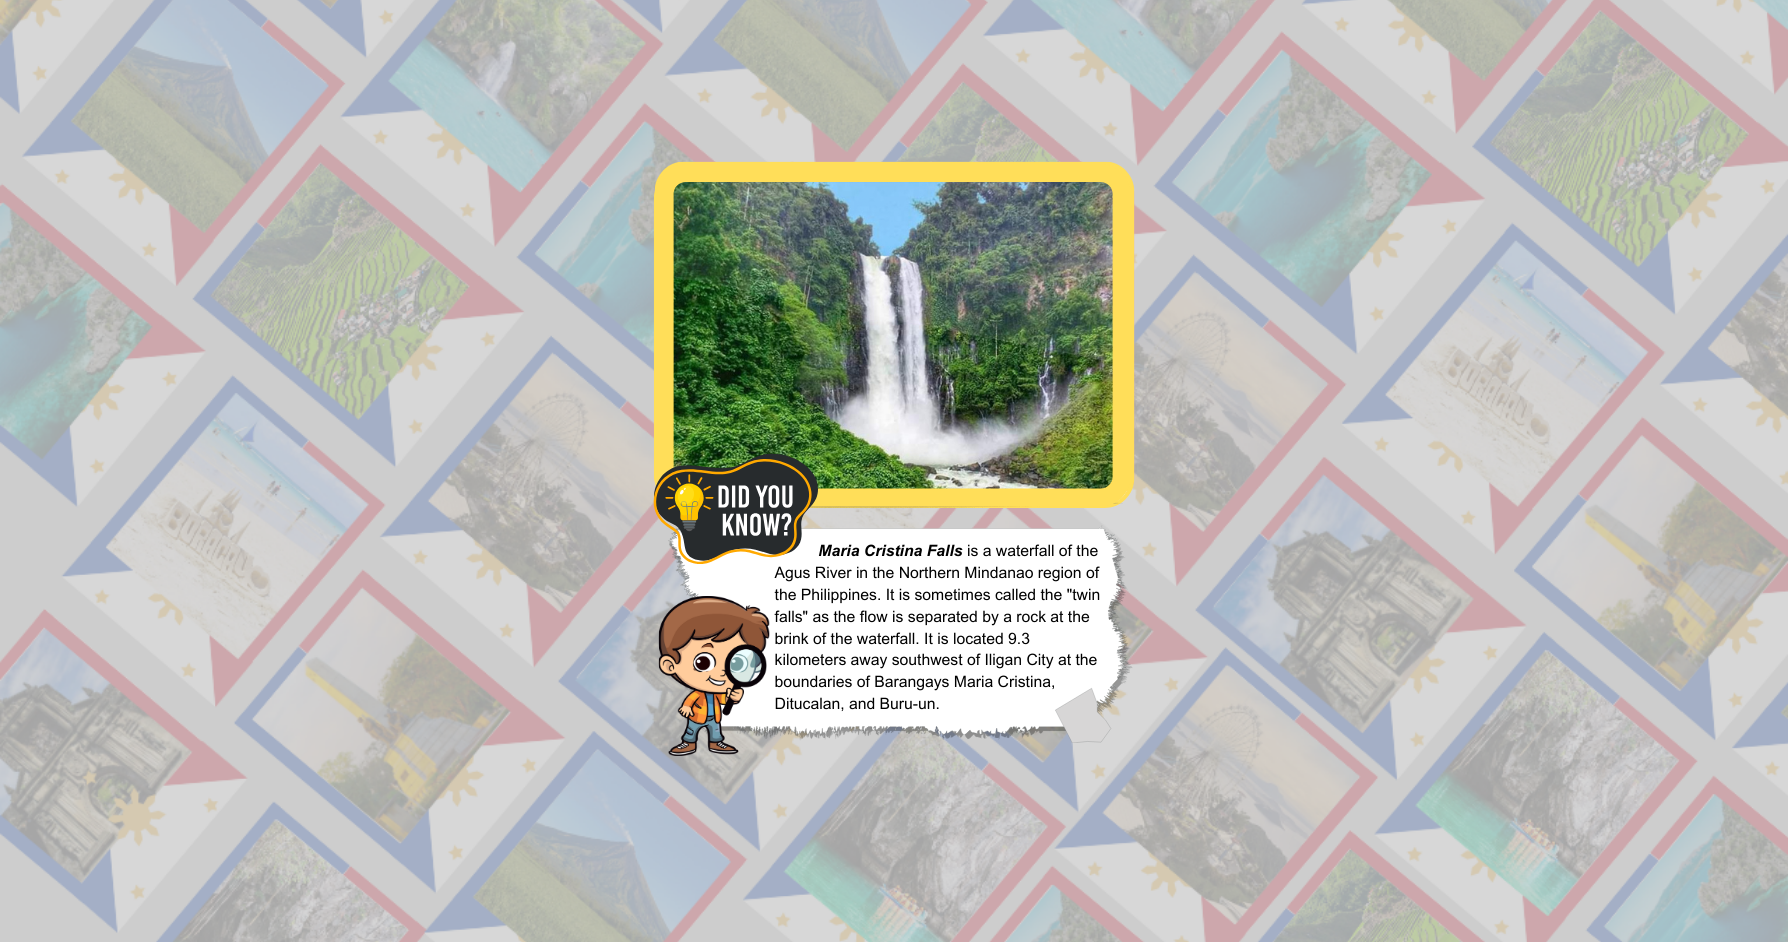 DID YOU
KNOW?
Maria Cristina Falls is a waterfall of the
Agus River in the Northern Mindanao region of
the Philippines. It is sometimes called the "twin
falls" as the flow is separated by a rock at the
brink of the waterfall. It is located 9.3
kilometers away southwest of Iligan City at the
boundaries of Barangays Maria Cristina,
Ditucalan, and Buru-un.